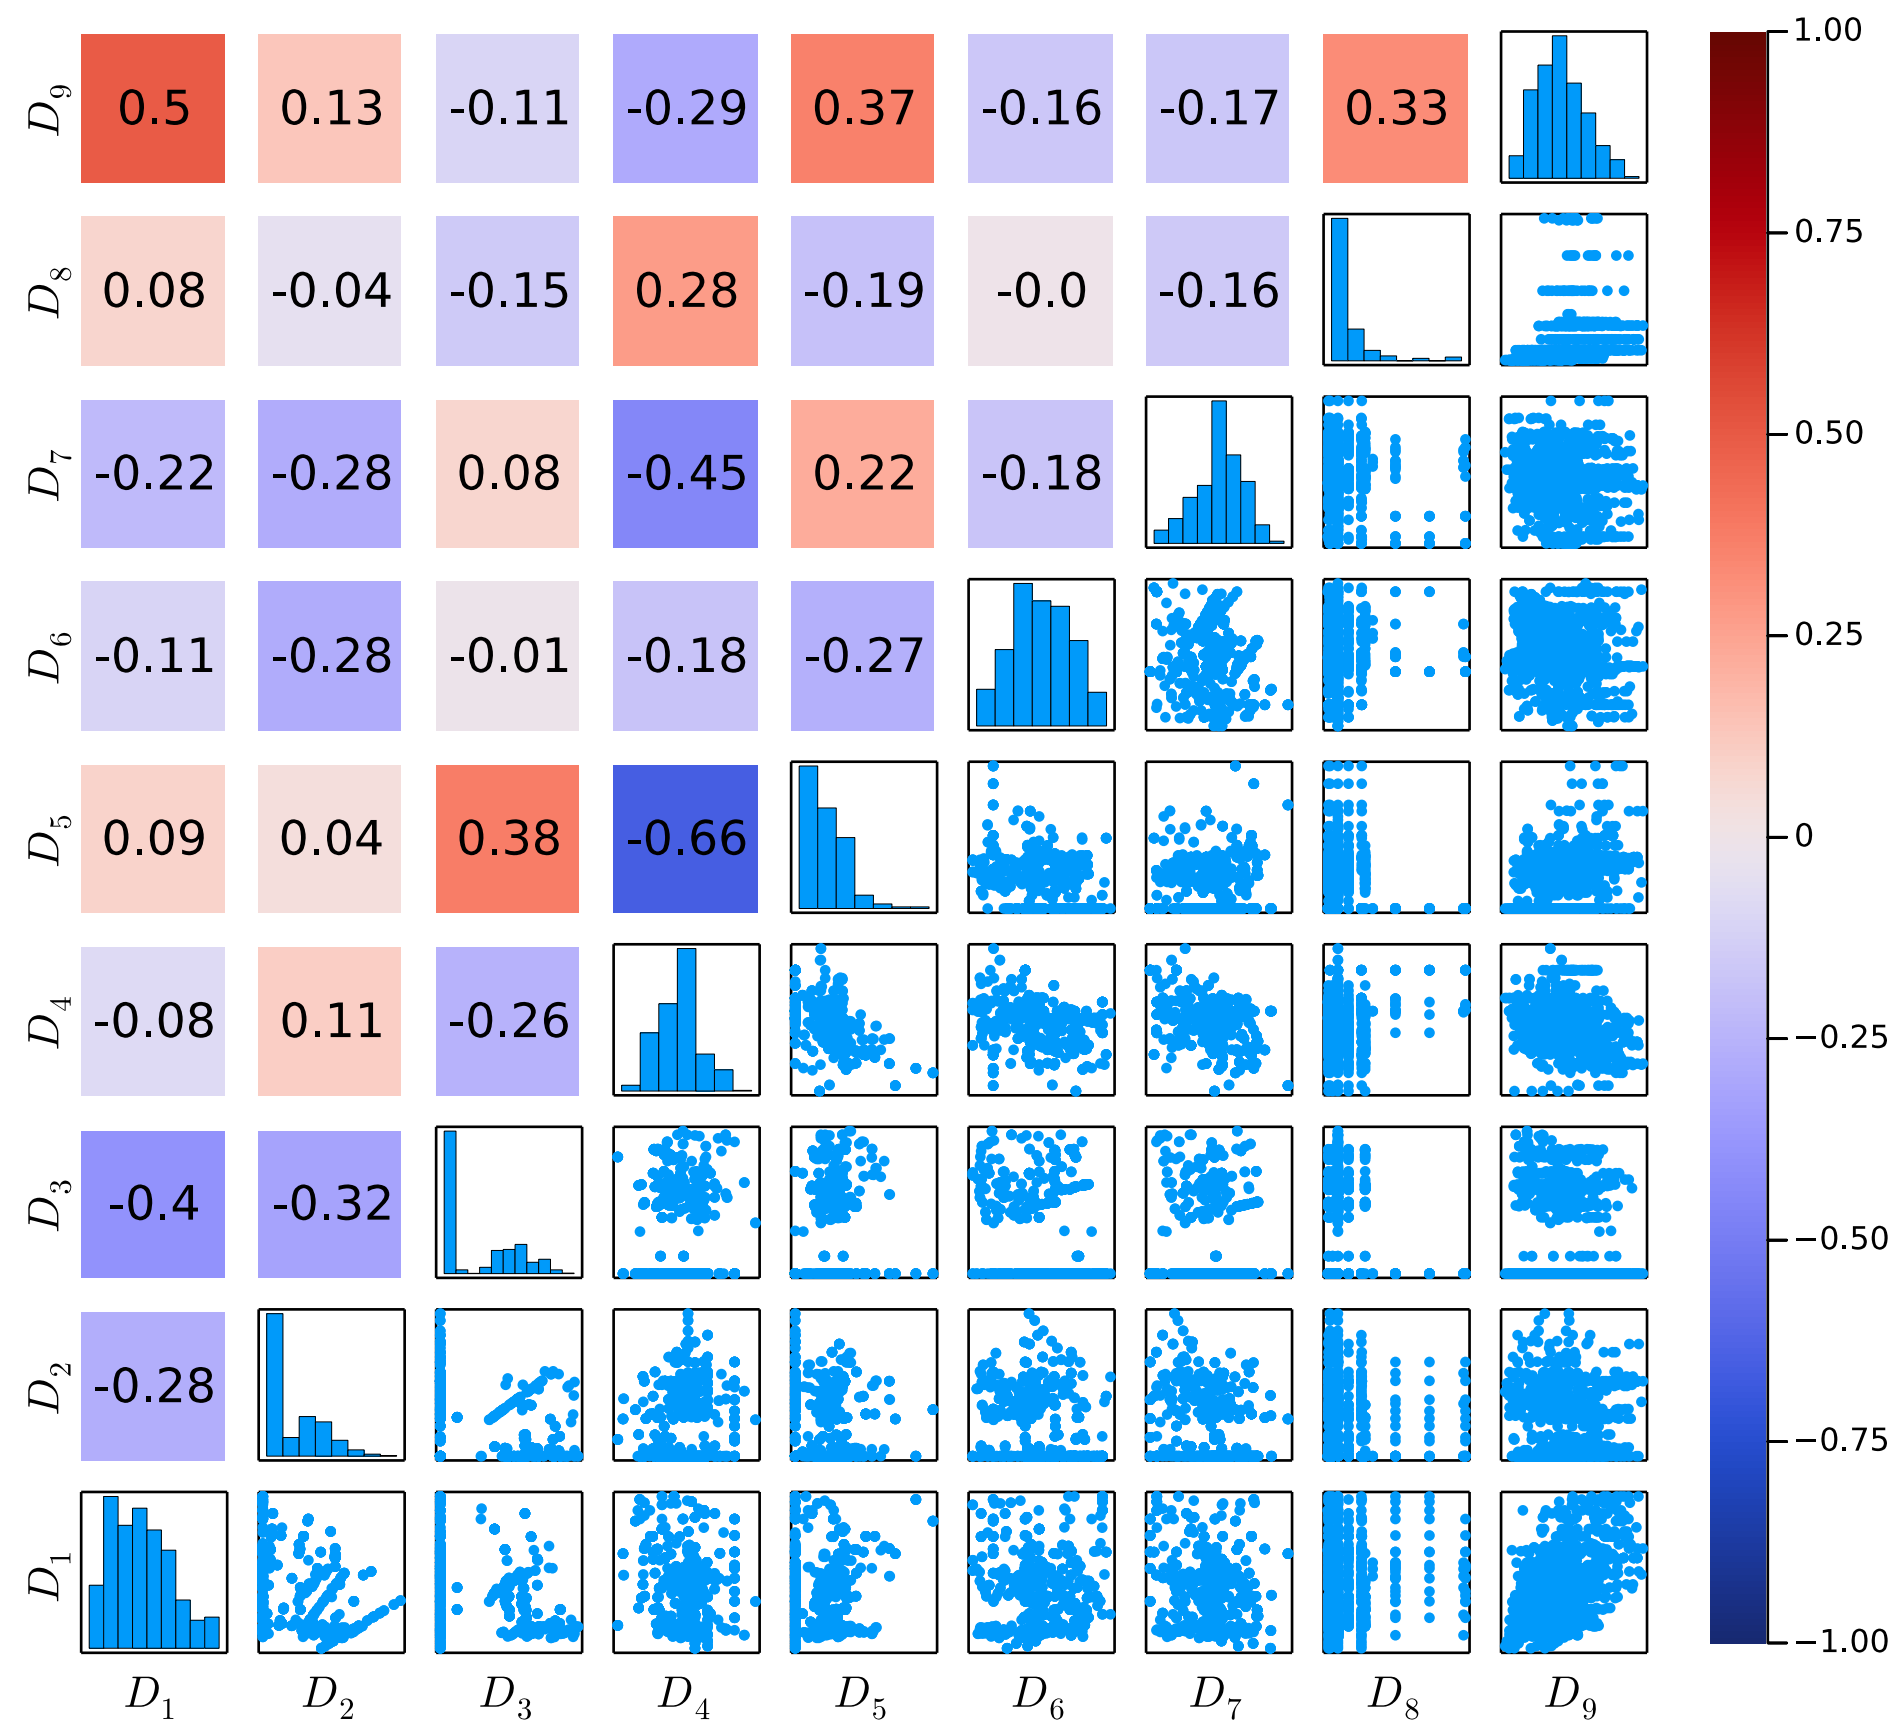 D₉ 0.5 0.13 -0.11 -0.29 0.37 -0.16 -0.17 0.33
D₈ 0.08 -0.04 -0.15 0.28 -0.19 -0.0 -0.16
D₇ -0.22 -0.28 0.08 -0.45 0.22 -0.18
D₆ -0.11 -0.28 -0.01 -0.18 -0.27
D₅ 0.09 0.04 0.38 -0.66
D₄ -0.08 0.11 -0.26
D₃ -0.4 -0.32
D₂ -0.28
D₁
D₁ D₂ D₃ D₄ D₅ D₆ D₇ D₈ D₉
1.00
0.75
0.50
0.25
0
−0.25
−0.50
−0.75
−1.00